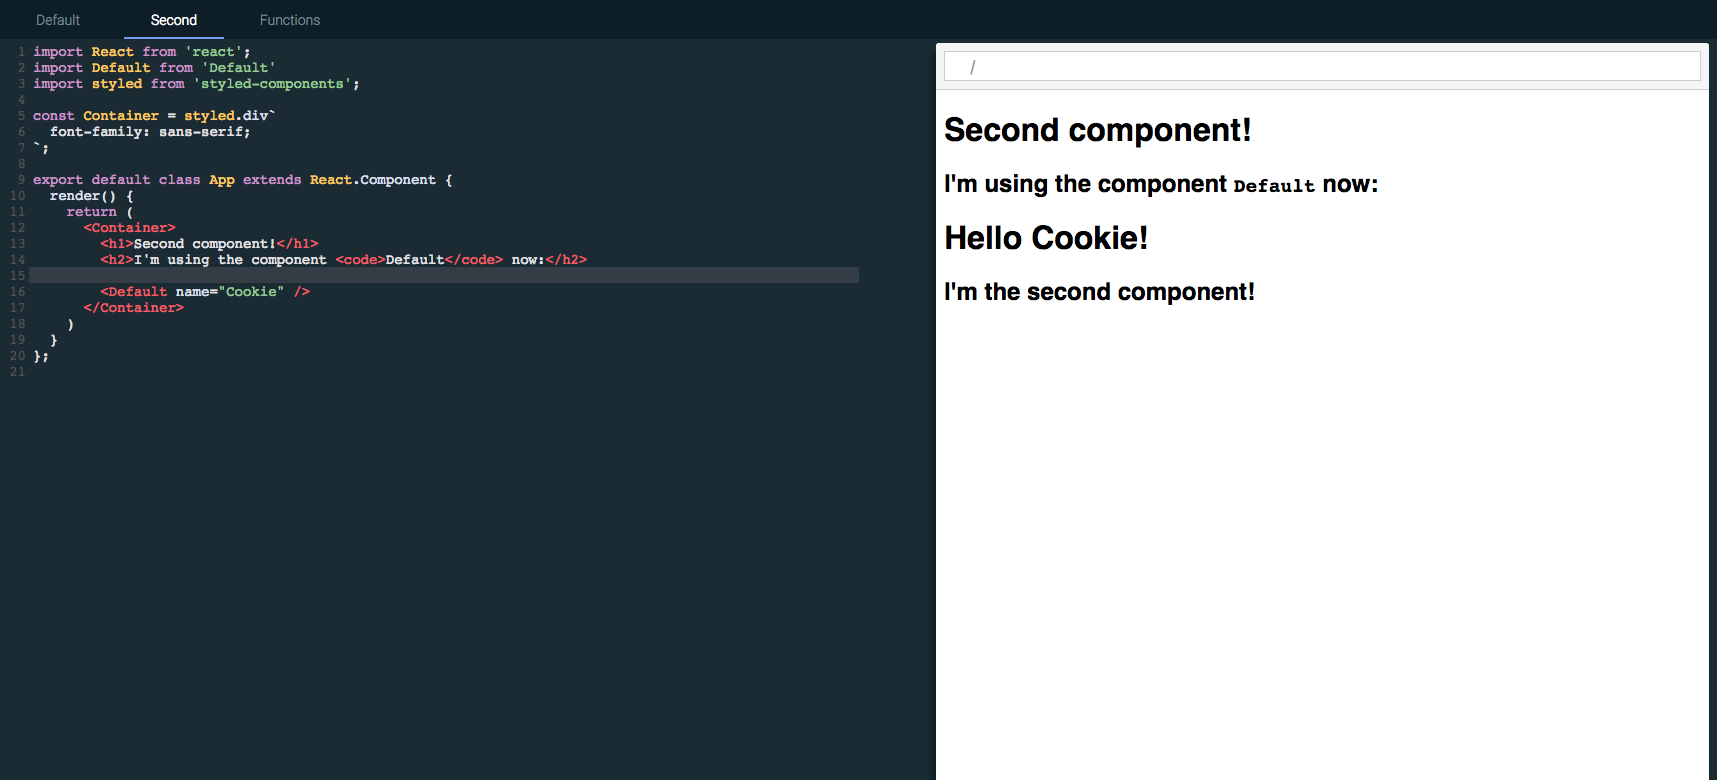 Default Second Functions
1 import React from 'react';
2 import Default from 'Default'
3 import styled from 'styled-components';
4
5 const Container = styled.div`
6   font-family: sans-serif;
7 `;
8
9 export default class App extends React.Component {
10   render() {
11     return (
12       <Container>
13         <h1>Second component!</h1>
14         <h2>I'm using the component <code>Default</code> now:</h2>
15
16         <Default name="Cookie" />
17       </Container>
18     )
19   }
20 };
21
/
Second component!
I'm using the component Default now:
Hello Cookie!
I'm the second component!